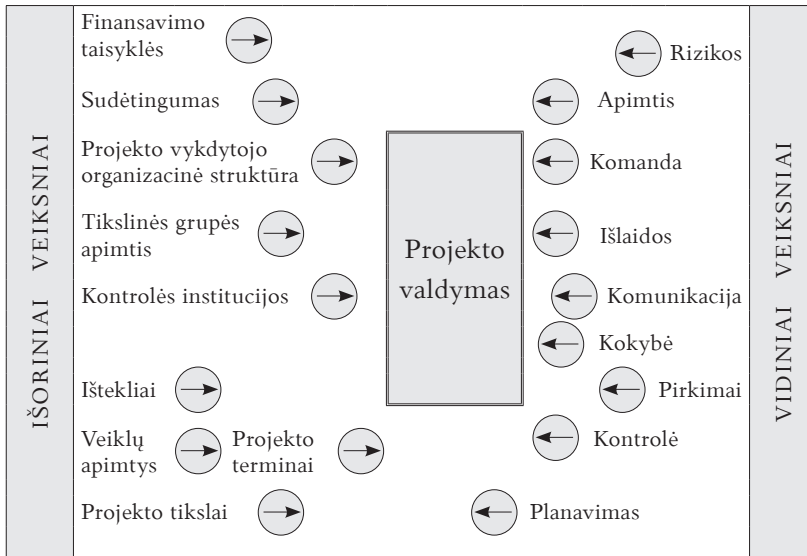 IŠORINIAI VEIKSNIAI
Finansavimo
taisyklės
Sudėtingumas
Projekto vykdytojo
organizacinė struktūra
Tikslinės grupės
apimtis
Kontrolės institucijos
Ištekliai
Veiklų
apimtys
Projekto
terminai
Projekto tikslai
Projekto
valdymas
Rizikos
Apimtis
Komanda
Išlaidos
Komunikacija
Kokybė
Pirkimai
Kontrolė
Planavimas
VIDINIAI VEIKSNIAI